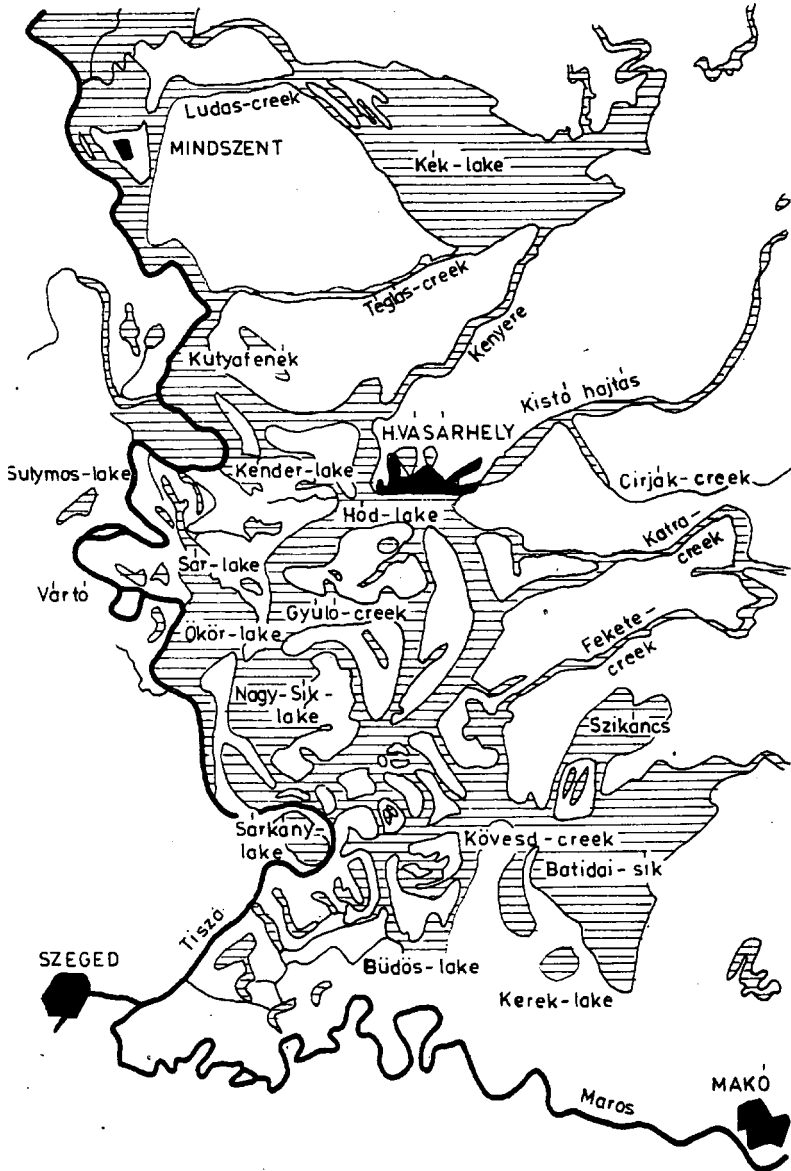 Ludas-creek
MINDSZENT
Kék-lake
Téglás-creek
Kenyere
Kutyafenék
Kistó hajtás
H.VÁSÁRHELY
Sulymos-lake
Kender-lake
Cirják-creek
Hód-lake
Katra-
creek
Sár-lake
Vártó
Gyúló-creek
Ökör-lake
Fekete-
creek
Nagy-Sík-
lake
Szikáncs
Sárkány-
lake
Kövesd-creek
Batidai-sík
Tisza
SZEGED
Büdös-lake
Kerek-lake
MAKÓ
Maros